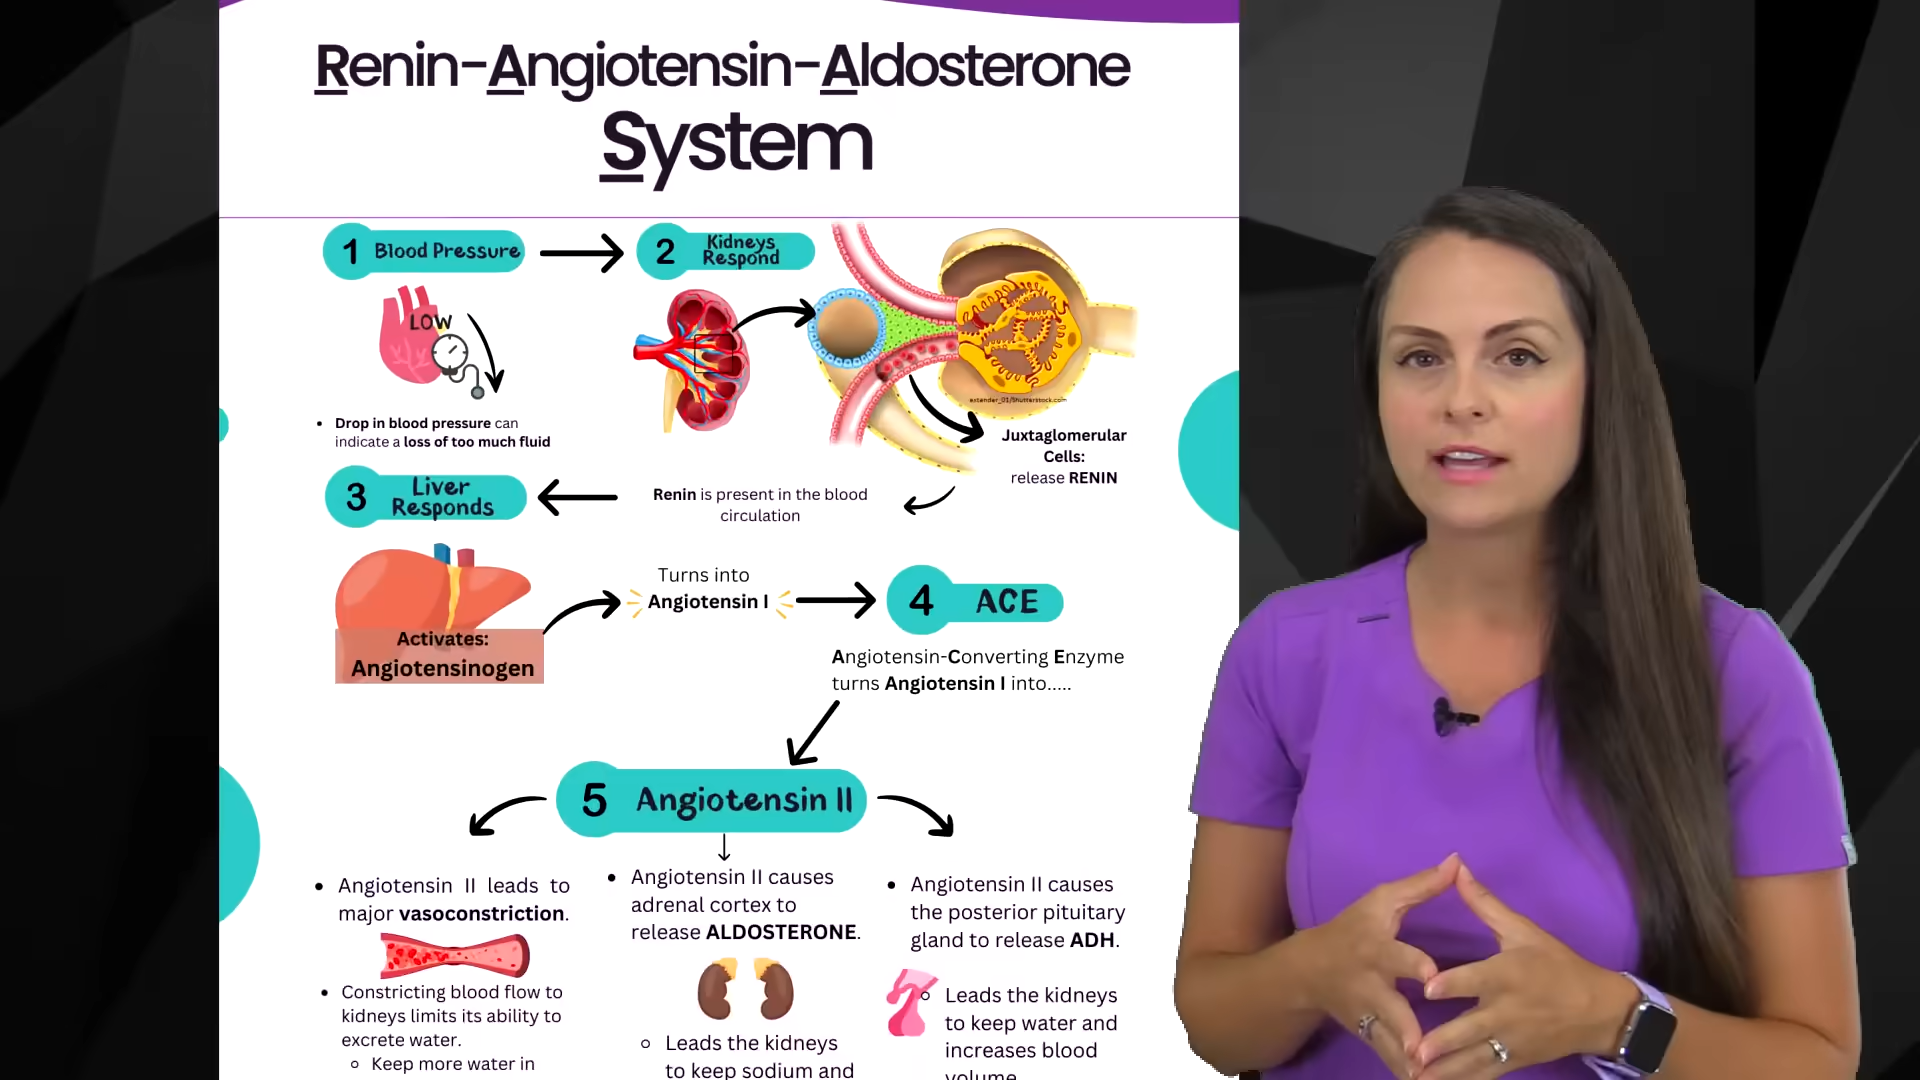 Renin-Angiotensin-Aldosterone
System
1 Blood Pressure
2 Kidneys
Respond
LOW
extender_01/Shutterstock.com
• Drop in blood pressure can
indicate a loss of too much fluid
Juxtaglomerular
Cells:
release RENIN
3 Liver
Responds
Renin is present in the blood
circulation
Activates:
Angiotensinogen
Turns into
Angiotensin I
4 ACE
Angiotensin-Converting Enzyme
turns Angiotensin I into.....
5 Angiotensin II
• Angiotensin II leads to
major vasoconstriction.
• Constricting blood flow to
kidneys limits its ability to
excrete water.
Keep more water in
• Angiotensin II causes
adrenal cortex to
release ALDOSTERONE.
Leads the kidneys
to keep sodium and
• Angiotensin II causes
the posterior pituitary
gland to release ADH.
Leads the kidneys
to keep water and
increases blood
volume